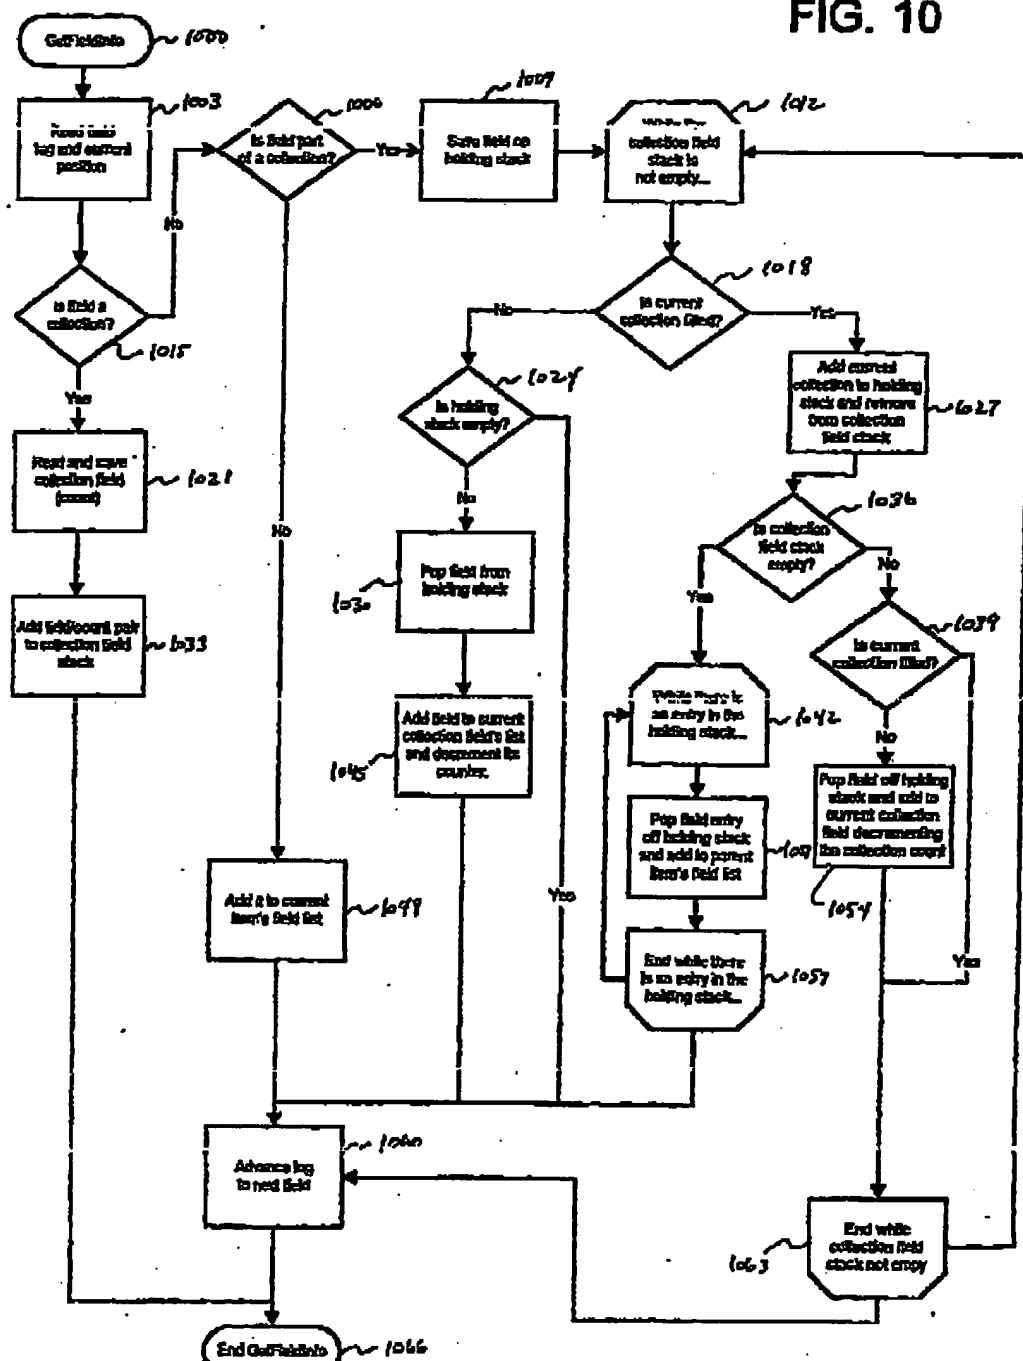 FIG. 10
GetFieldInfo
1000
1003
Read field
tag and current
position
1006
Is field part
of a collection?
Yes
1009
Save field on
holding stack
1012
While the
collection field
stack is
not empty...
No
Is field a
collection?
1015
Yes
1018
Is current
collection filled?
No
Yes
1024
Is holding
stack empty?
Add current
collection to holding
stack and remove
from collection
field stack
1027
Read and save
collection field
(count)
1021
No
No
1036
Is collection
field stack
empty?
Yes
No
Pop field from
holding stack
1030
Add field/count pair
to collection field
stack
1033
1039
Is current
collection filled?
While there is
an entry in the
holding stack...
1042
Add field to current
collection field's list
and decrement its
counter.
1045
No
Pop field off holding
stack and add to
current collection
field decrementing
the collection count
1054
Pop field entry
off holding stack
and add to parent
item's field list
Add it to current
item's field list
1048
Yes
Yes
End while there
is an entry in the
holding stack...
1057
Advance log
to next field
1060
End while
collection field
stack not empy
1063
End GetFieldInfo
1066